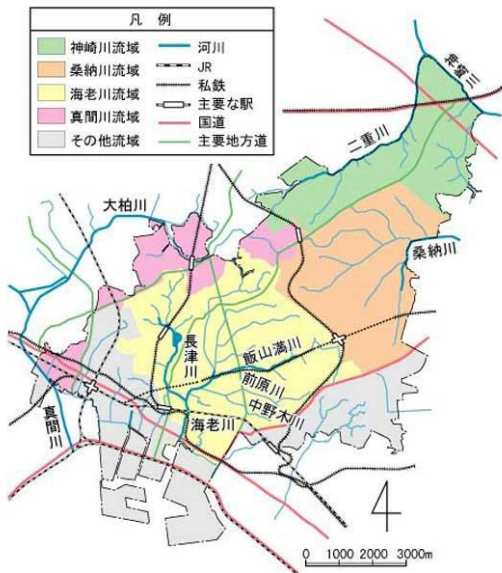 凡 例
神崎川流域
桑納川流域
海老川流域
真間川流域
その他流域
河川
JR
私鉄
主要な駅
国道
主要地方道
神崎川
二重川
大柏川
桑納川
長津川
飯山満川
前原川
中野木川
海老川
真間川
0 1000 2000 3000m